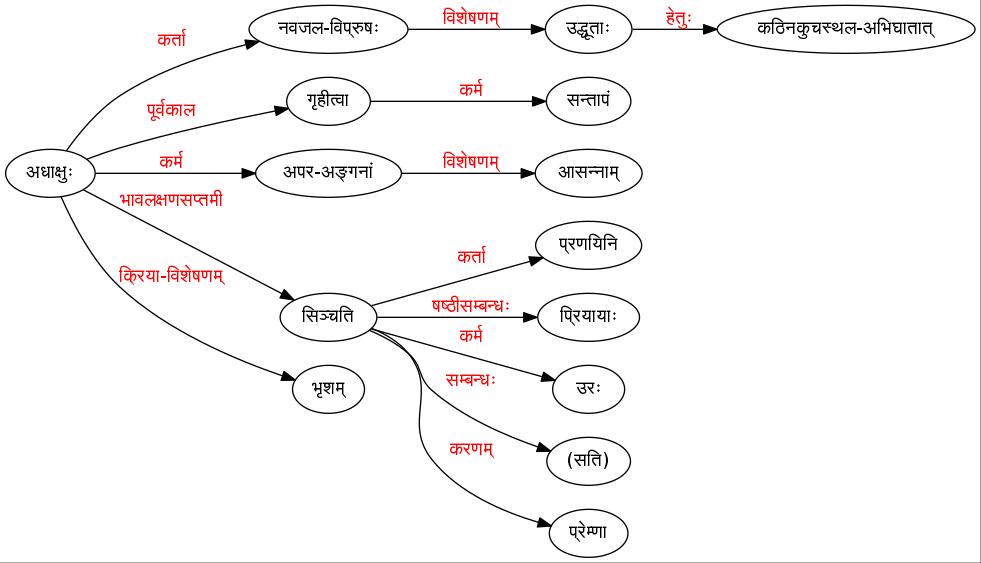 नवजल-विप्रुषः
विशेषणम्
उद्धूताः
हेतुः
कठिनकुचस्थल-अभिघातात्
कर्ता
पूर्वकाल
गृहीत्वा
कर्म
सन्तापं
अधाक्षुः
कर्म
अपर-अङ्गनां
विशेषणम्
आसन्नाम्
भावलक्षणसप्तमी
क्रिया-विशेषणम्
सिञ्चति
कर्ता
प्रणयिनि
षष्ठीसम्बन्धः
प्रियायाः
कर्म
उरः
भृशम्
सम्बन्धः
(सति)
करणम्
प्रेम्णा